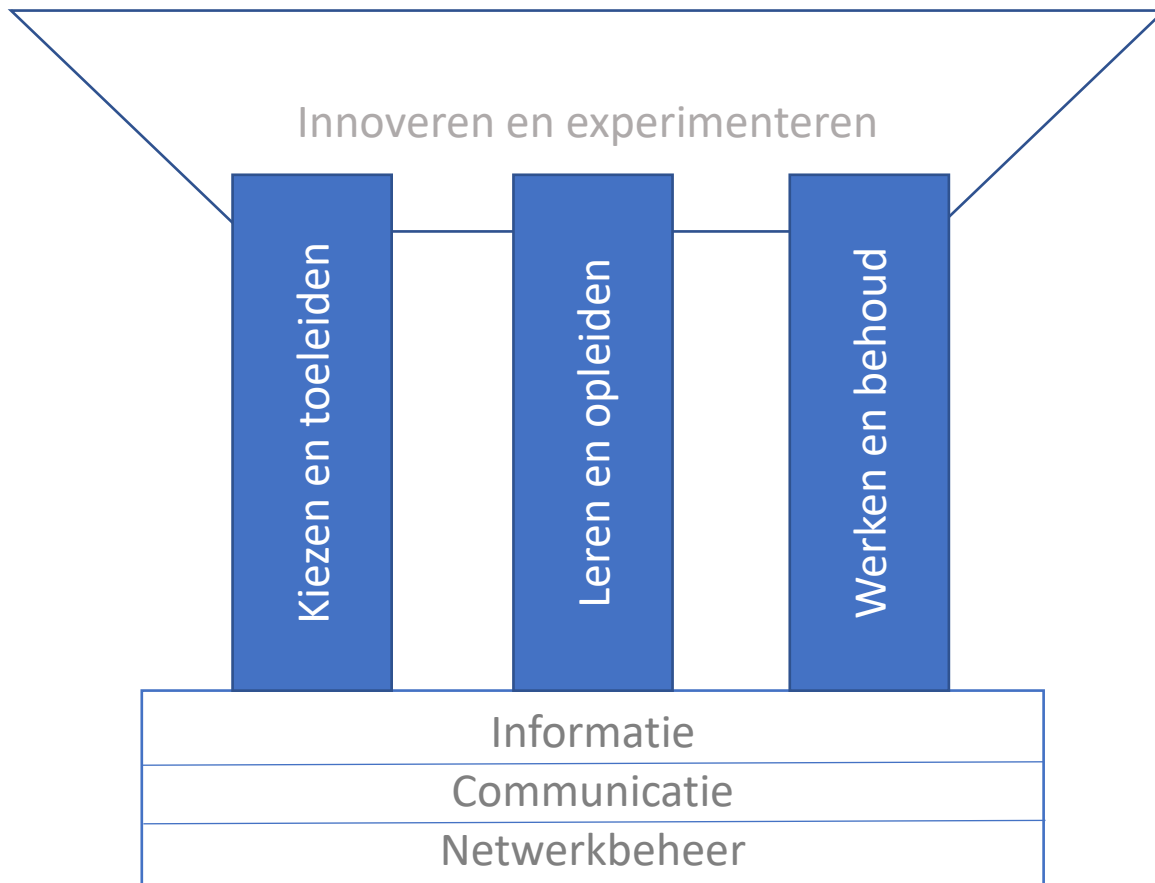 Innoveren en experimenteren
Kiezen en toeleiden
Leren en opleiden
Werken en behoud
Informatie
Communicatie
Netwerkbeheer